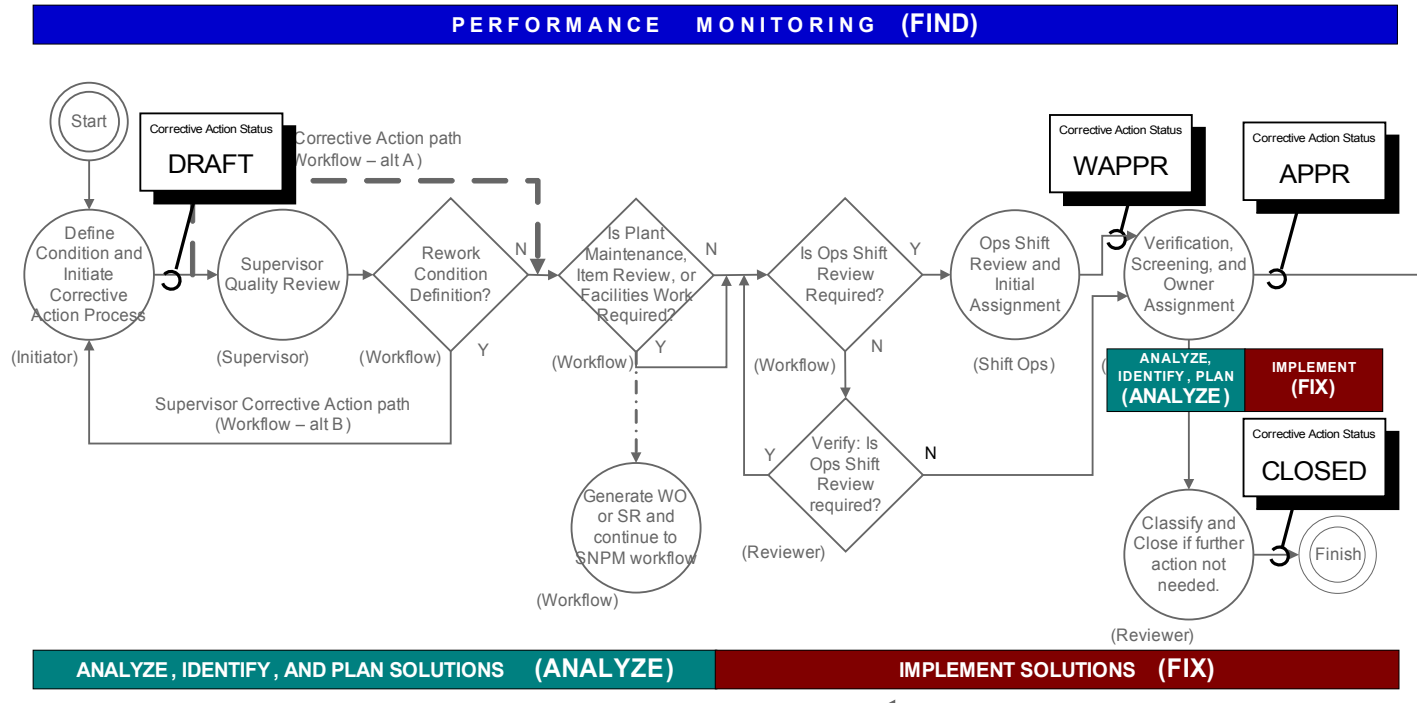 PERFORMANCE MONITORING (FIND)
Start
Corrective Action Status
DRAFT
Corrective Action path
Workflow – alt A)
Define
Condition and
Initiate
Corrective
Action Process
(Initiator)
Supervisor
Quality Review
(Supervisor)
Rework
Condition
Definition?
N
Y
(Workflow)
Supervisor Corrective Action path
(Workflow – alt B)
Is Plant
Maintenance,
Item Review, or
Facilities Work
Required?
N
Y
(Workflow)
Generate WO
or SR and
continue to
SNPM workflow
(Workflow)
Is Ops Shift
Review
Required?
Y
N
(Workflow)
Verify: Is
Ops Shift
Review
required?
Y
N
(Reviewer)
Ops Shift
Review and
Initial
Assignment
(Shift Ops)
Corrective Action Status
WAPPR
Verification,
Screening, and
Owner
Assignment
(
Corrective Action Status
APPR
ANALYZE,
IDENTIFY, PLAN
(ANALYZE)
IMPLEMENT
(FIX)
Corrective Action Status
CLOSED
Classify and
Close if further
action not
needed.
(Reviewer)
Finish
ANALYZE, IDENTIFY, AND PLAN SOLUTIONS (ANALYZE)
IMPLEMENT SOLUTIONS (FIX)